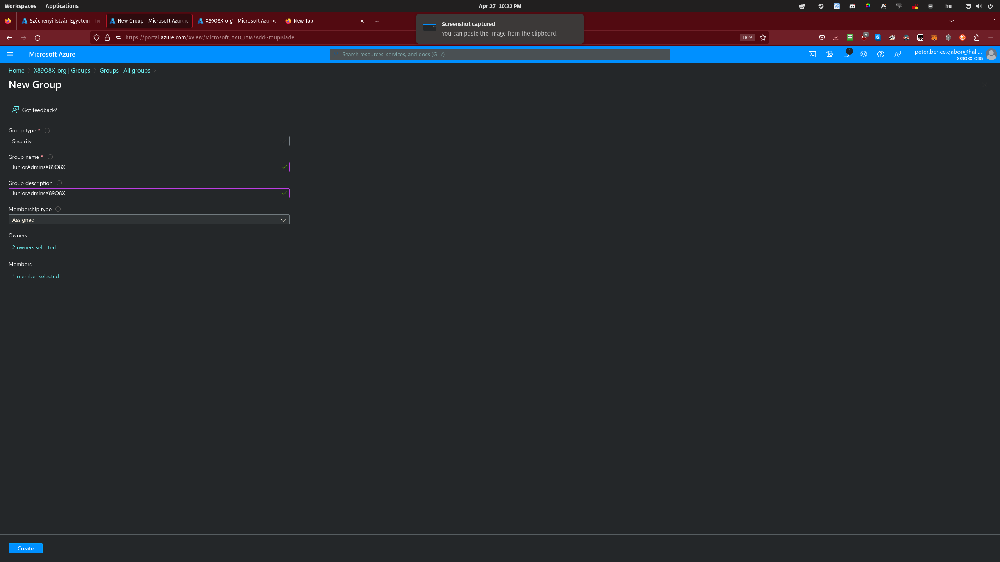 Workspaces Applications Apr 27 10:22 PM hu
Széchenyi István Egyetem - New Group - Microsoft Azure X89O8X-org - Microsoft Azur New Tab
Screenshot captured
You can paste the image from the clipboard.
https://portal.azure.com/#view/Microsoft_AAD_IAM/AddGroupBlade 110% 4
Microsoft Azure Search resources, services, and docs (G+/) 1 peter.bence.gabor@hall...
X89O8X-ORG
Home X89O8X-org | Groups Groups | All groups
New Group
Got feedback?
Group type *
Security
Group name *
JuniorAdminsX89O8X
Group description
JuniorAdminsX89O8X
Membership type
Assigned
Owners
2 owners selected
Members
1 member selected
Create